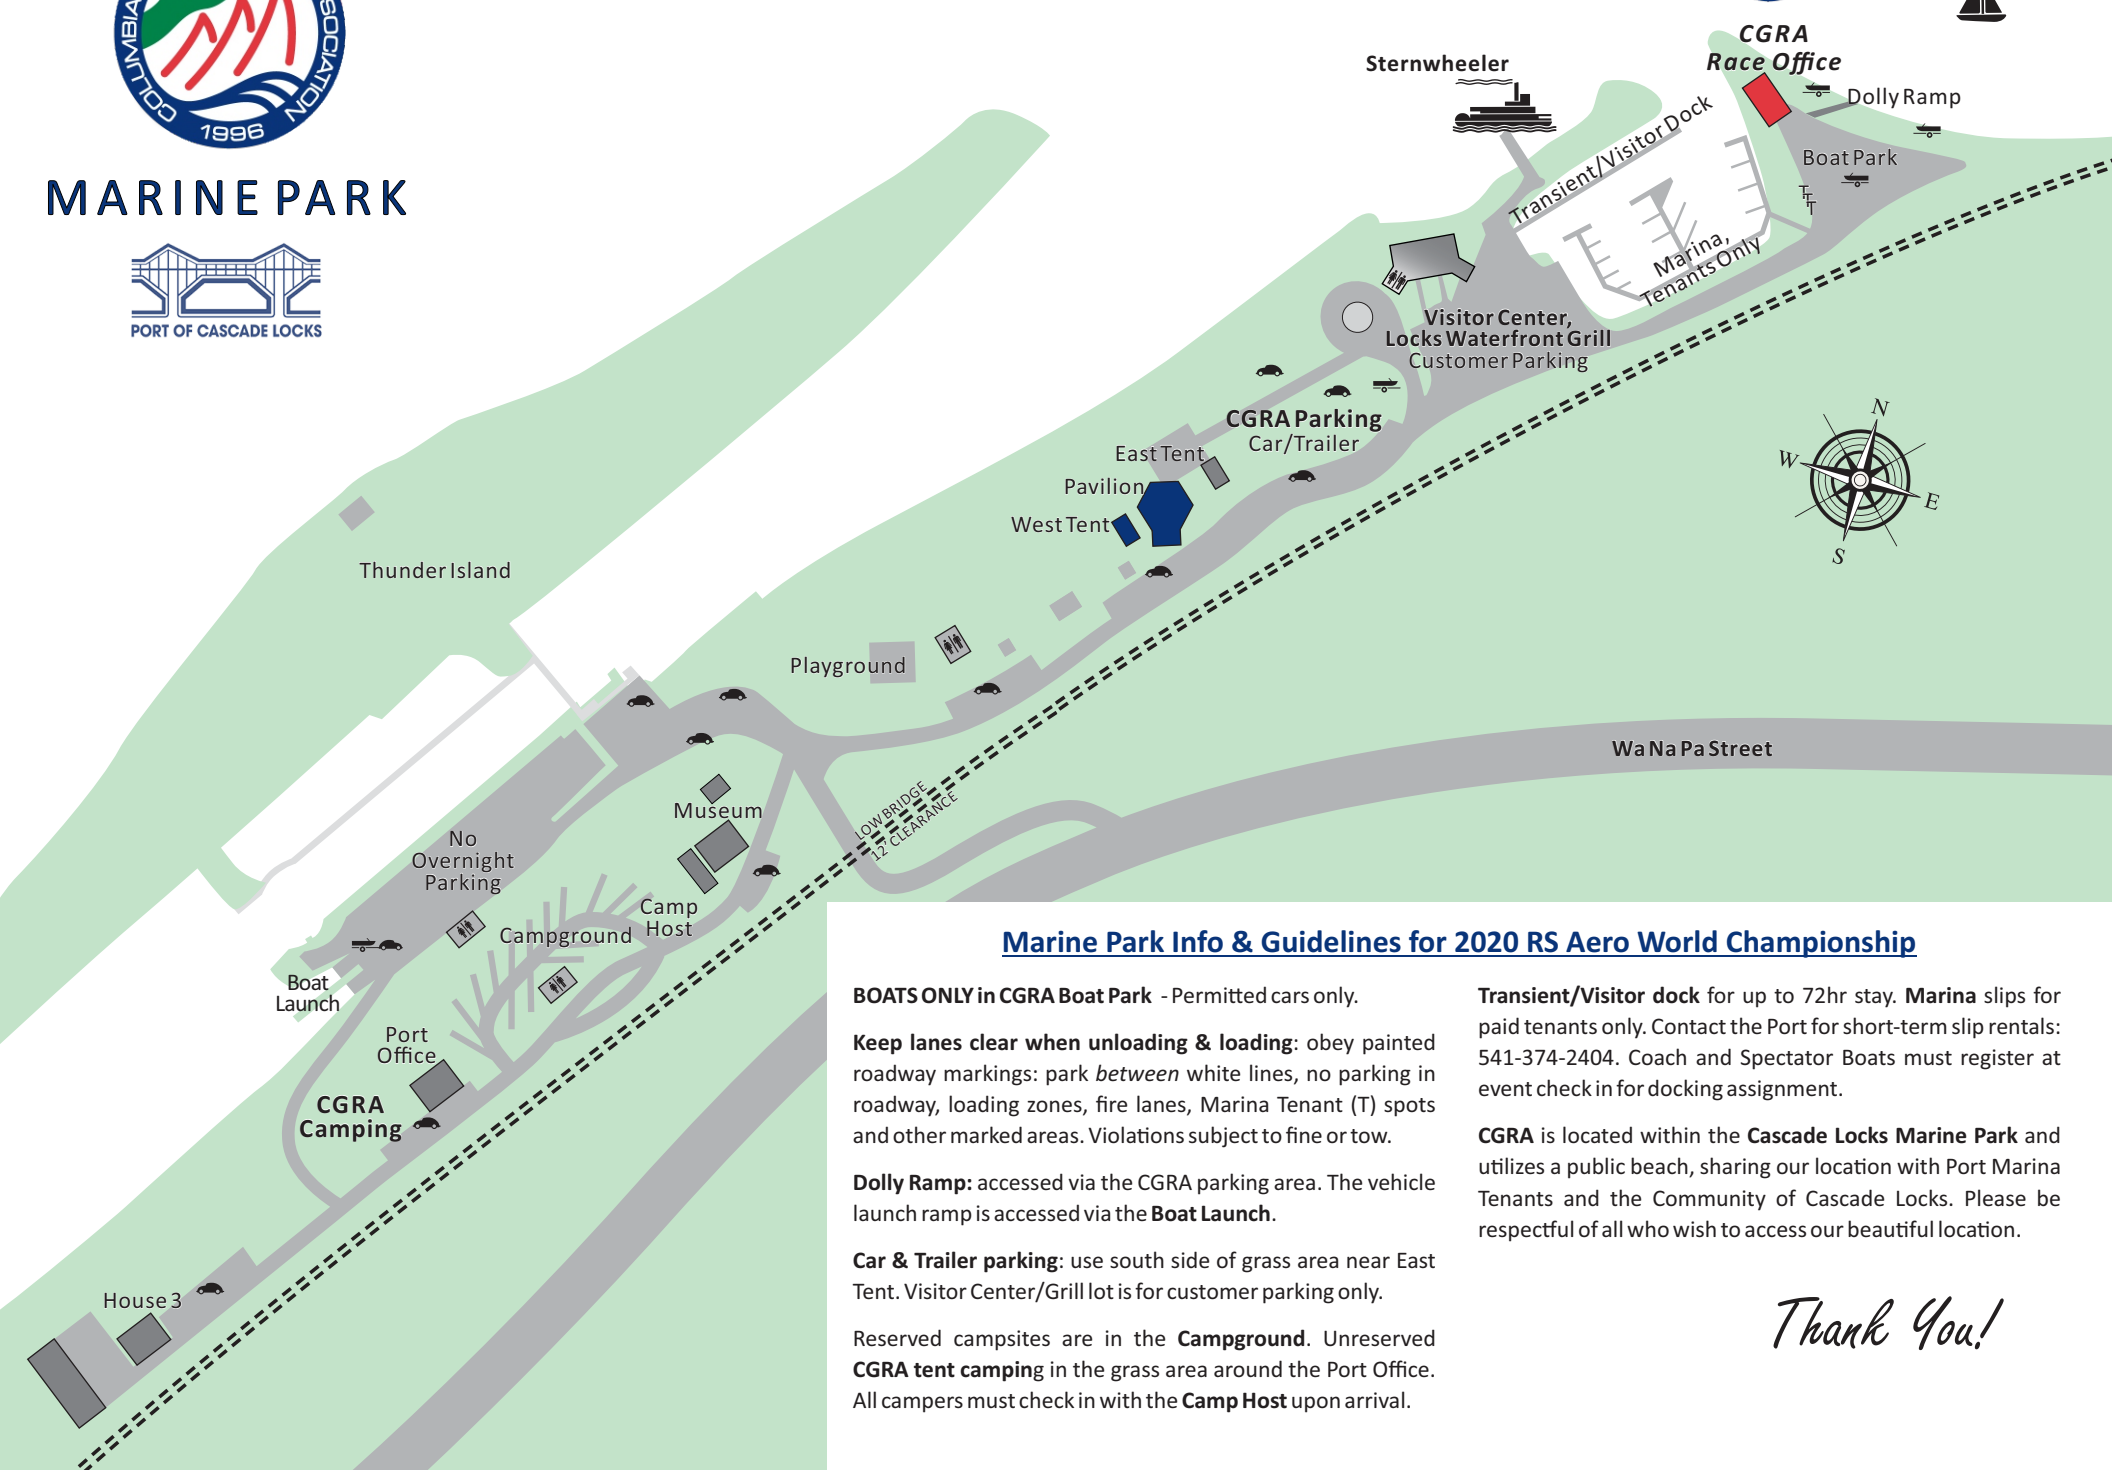 COLUMBIA
SOCIATION
1996
MARINE PARK
PORT OF CASCADE LOCKS
CGRA
Race Office
Sternwheeler
Dolly Ramp
Transient/Visitor Dock
Boat Park
T
T
T
Marina,
Tenants Only
Visitor Center,
Locks Waterfront Grill
Customer Parking
CGRA Parking
Car/Trailer
East Tent
Pavilion
West Tent
N
W
E
S
Thunder Island
Playground
Wa Na Pa Street
LOW BRIDGE
12' CLEARANCE
Museum
No
Overnight
Parking
Camp
Host
Campground
Boat
Launch
Port
Office
CGRA
Camping
House 3
Marine Park Info & Guidelines for 2020 RS Aero World Championship
BOATS ONLY in CGRA Boat Park - Permitted cars only.
Keep lanes clear when unloading & loading: obey painted
roadway markings: park between white lines, no parking in
roadway, loading zones, fire lanes, Marina Tenant (T) spots
and other marked areas. Violations subject to fine or tow.
Dolly Ramp: accessed via the CGRA parking area. The vehicle
launch ramp is accessed via the Boat Launch.
Car & Trailer parking: use south side of grass area near East
Tent. Visitor Center/Grill lot is for customer parking only.
Reserved campsites are in the Campground. Unreserved
CGRA tent camping in the grass area around the Port Office.
All campers must check in with the Camp Host upon arrival.
Transient/Visitor dock for up to 72hr stay. Marina slips for
paid tenants only. Contact the Port for short-term slip rentals:
541-374-2404. Coach and Spectator Boats must register at
event check in for docking assignment.
CGRA is located within the Cascade Locks Marine Park and
utilizes a public beach, sharing our location with Port Marina
Tenants and the Community of Cascade Locks. Please be
respectful of all who wish to access our beautiful location.
Thank You!